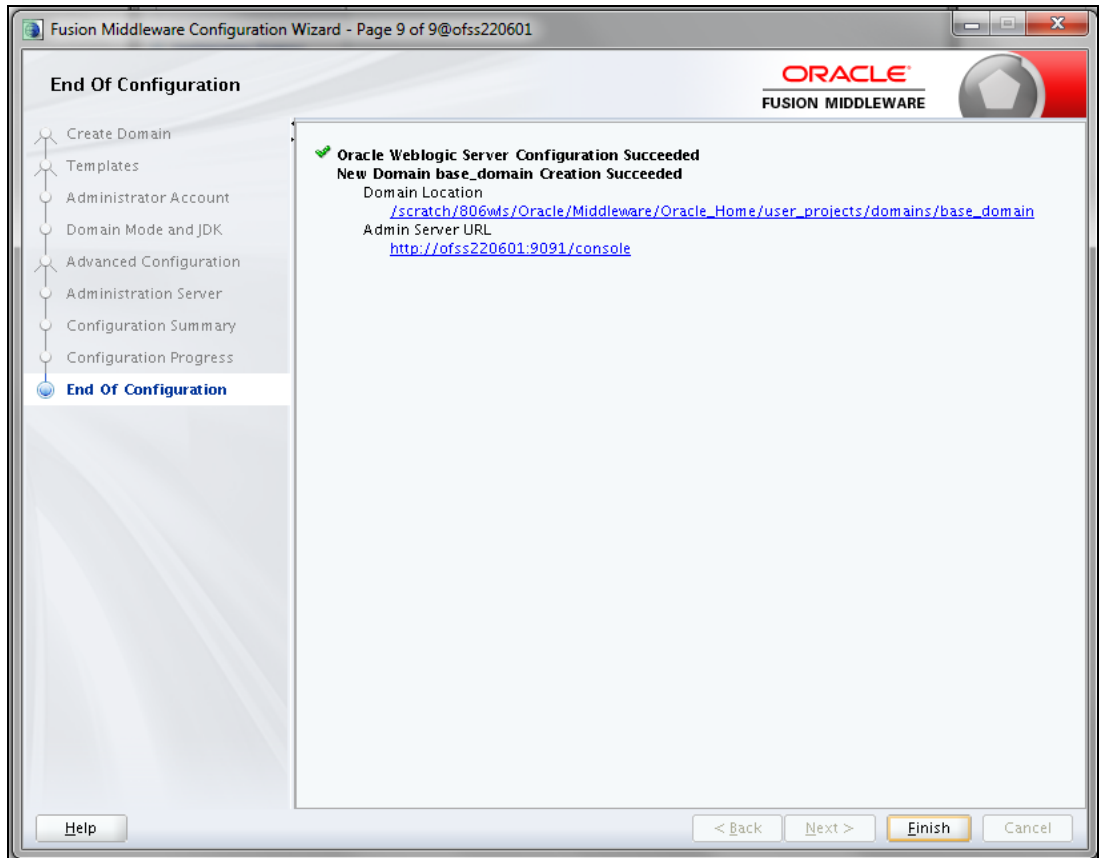 Fusion Middleware Configuration Wizard - Page 9 of 9@ofss220601
End Of Configuration
ORACLE
FUSION MIDDLEWARE
Create Domain
Templates
Administrator Account
Domain Mode and JDK
Advanced Configuration
Administration Server
Configuration Summary
Configuration Progress
End Of Configuration
Oracle Weblogic Server Configuration Succeeded
New Domain base_domain Creation Succeeded
Domain Location
/scratch/806wls/Oracle/Middleware/Oracle_Home/user_projects/domains/base_domain
Admin Server URL
http://ofss220601:9091/console
Help
< Back
Next >
Finish
Cancel